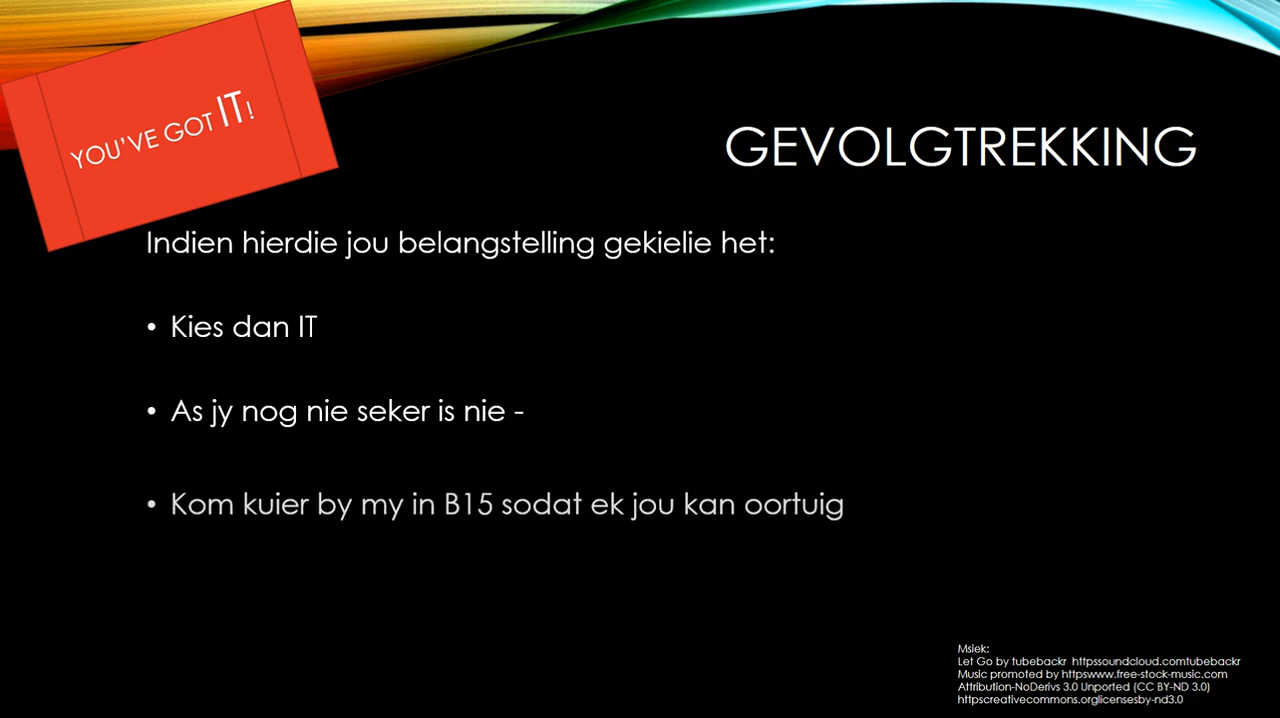 YOU'VE GOT IT!
GEVOLGTREKKING
Indien hierdie jou belangstelling gekielie het:
• Kies dan IT
• As jy nog nie seker is nie -
• Kom kuier by my in B15 sodat ek jou kan oortuig
Msiek:
Let Go by tubebackr httpssoundcloud.comtubebackr
Music promoted by httpswww.free-stock-music.com
Attribution-NoDerivs 3.0 Unported (CC BY-ND 3.0)
httpscreativecommons.orglicensesby-nd3.0